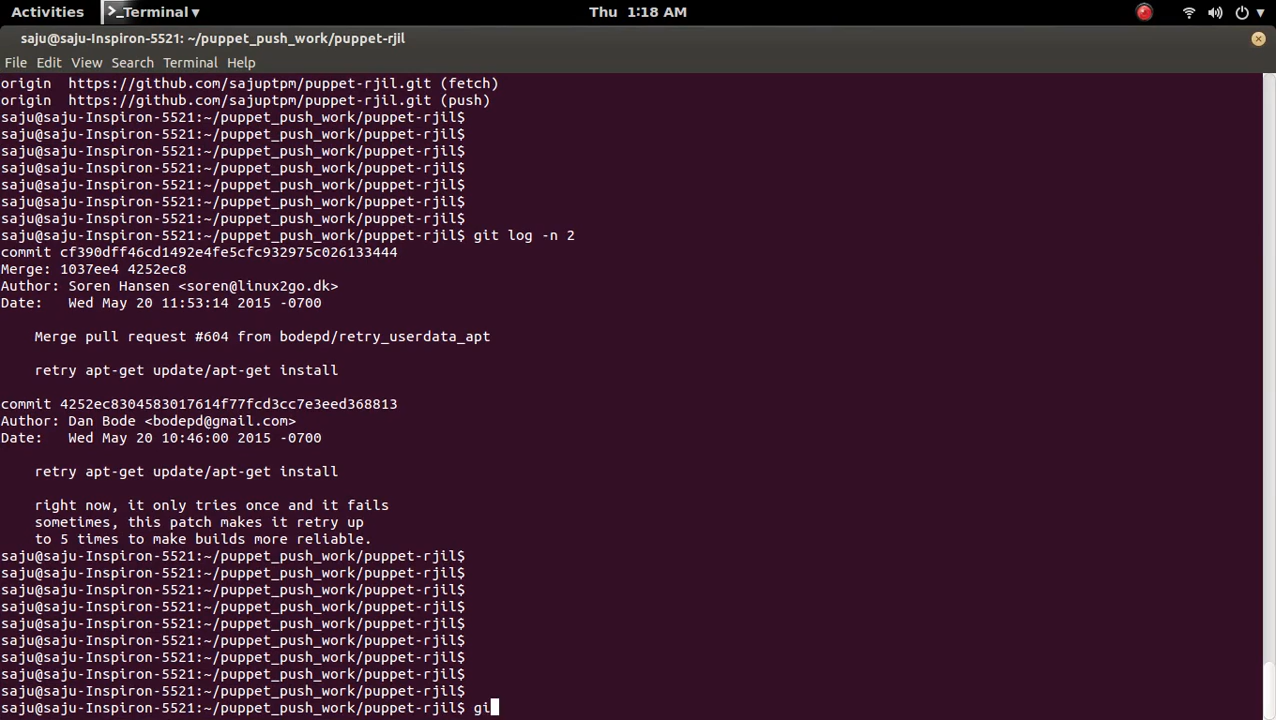 Activities
>_ Terminal ▾
Thu 1:18 AM
saju@saju-Inspiron-5521: ~/puppet_push_work/puppet-rjil
File Edit View Search Terminal Help
origin  https://github.com/sajuptpm/puppet-rjil.git (fetch)
origin  https://github.com/sajuptpm/puppet-rjil.git (push)
saju@saju-Inspiron-5521:~/puppet_push_work/puppet-rjil$
saju@saju-Inspiron-5521:~/puppet_push_work/puppet-rjil$
saju@saju-Inspiron-5521:~/puppet_push_work/puppet-rjil$
saju@saju-Inspiron-5521:~/puppet_push_work/puppet-rjil$
saju@saju-Inspiron-5521:~/puppet_push_work/puppet-rjil$
saju@saju-Inspiron-5521:~/puppet_push_work/puppet-rjil$
saju@saju-Inspiron-5521:~/puppet_push_work/puppet-rjil$
saju@saju-Inspiron-5521:~/puppet_push_work/puppet-rjil$ git log -n 2
commit cf390dff46cd1492e4fe5cfc932975c026133444
Merge: 1037ee4 4252ec8
Author: Soren Hansen <soren@linux2go.dk>
Date:   Wed May 20 11:53:14 2015 -0700
    Merge pull request #604 from bodepd/retry_userdata_apt
    retry apt-get update/apt-get install
commit 4252ec8304583017614f77fcd3cc7e3eed368813
Author: Dan Bode <bodepd@gmail.com>
Date:   Wed May 20 10:46:00 2015 -0700
    retry apt-get update/apt-get install
    right now, it only tries once and it fails
    sometimes, this patch makes it retry up
    to 5 times to make builds more reliable.
saju@saju-Inspiron-5521:~/puppet_push_work/puppet-rjil$
saju@saju-Inspiron-5521:~/puppet_push_work/puppet-rjil$
saju@saju-Inspiron-5521:~/puppet_push_work/puppet-rjil$
saju@saju-Inspiron-5521:~/puppet_push_work/puppet-rjil$
saju@saju-Inspiron-5521:~/puppet_push_work/puppet-rjil$
saju@saju-Inspiron-5521:~/puppet_push_work/puppet-rjil$
saju@saju-Inspiron-5521:~/puppet_push_work/puppet-rjil$
saju@saju-Inspiron-5521:~/puppet_push_work/puppet-rjil$
saju@saju-Inspiron-5521:~/puppet_push_work/puppet-rjil$
saju@saju-Inspiron-5521:~/puppet_push_work/puppet-rjil$ gi